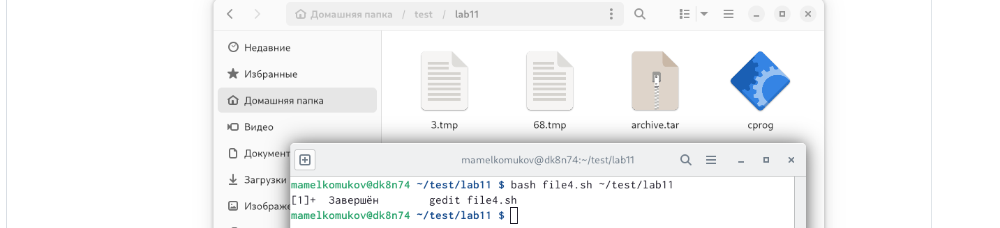 Домашняя папка / test / lab11
Недавние
Избранные
Домашняя папка
Видео
Документ
Загрузки
Изображе
3.tmp
68.tmp
archive.tar
cprog
mamelkomukov@dk8n74:~/test/lab11
mamelkomukov@dk8n74 ~/test/lab11 $ bash file4.sh ~/test/lab11
[1]+  Завершён        gedit file4.sh
mamelkomukov@dk8n74 ~/test/lab11 $